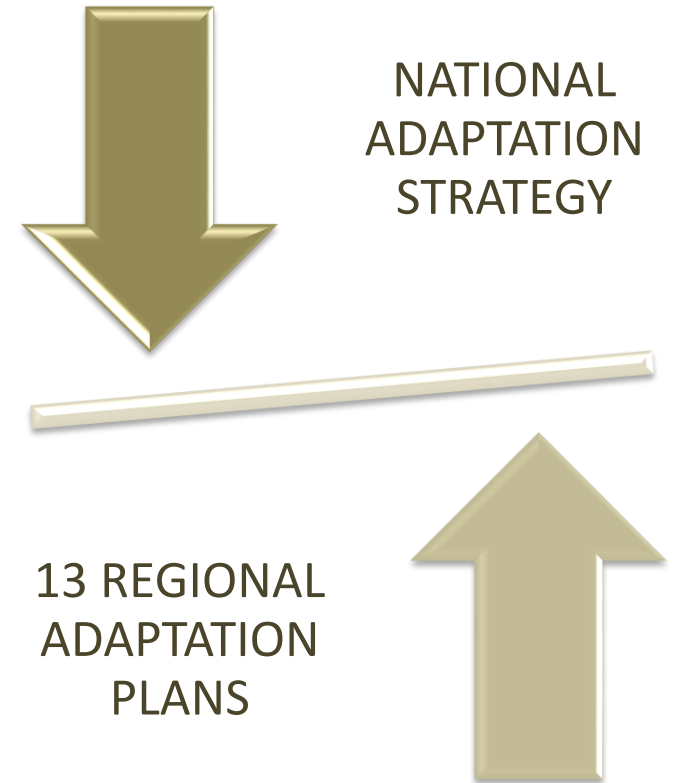 NATIONAL
ADAPTATION
STRATEGY
13 REGIONAL
ADAPTATION
PLANS